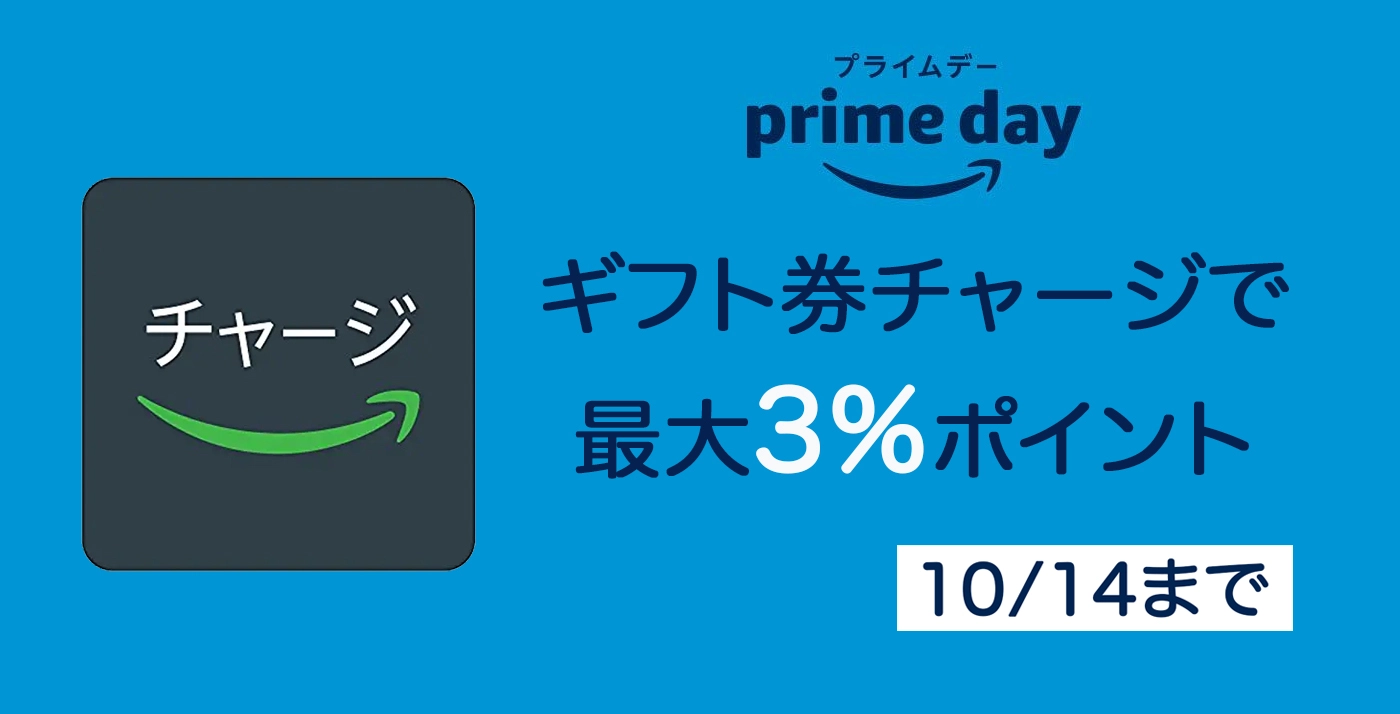 プライムデー
prime day
チャージ
ギフト券チャージで
最大3%ポイント
10/14まで